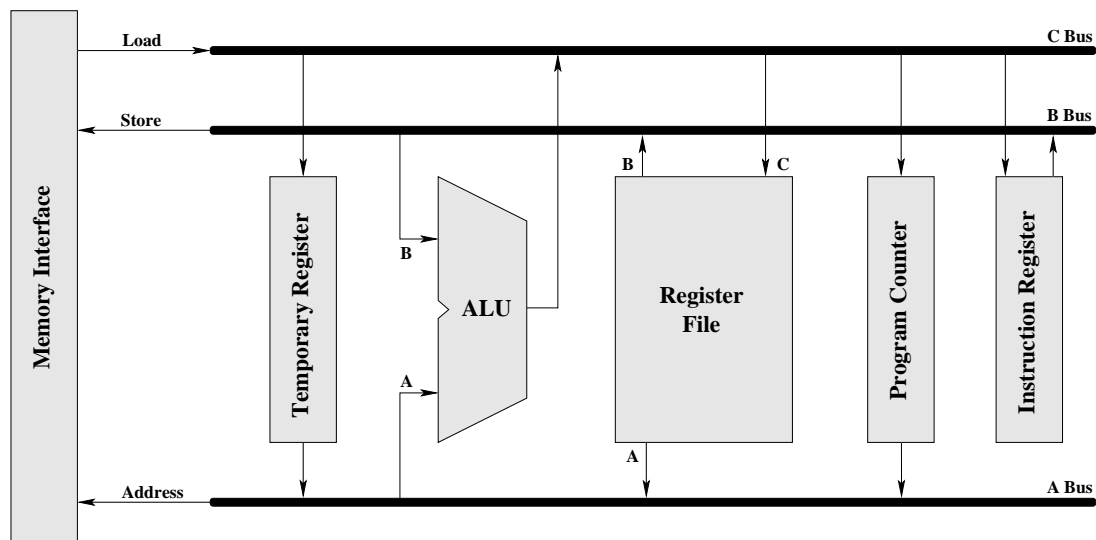 Load
C Bus
Store
B Bus
B
C
Memory Interface
Temporary Register
B
ALU
A
Register
File
Program Counter
Instruction Register
A
Address
A Bus